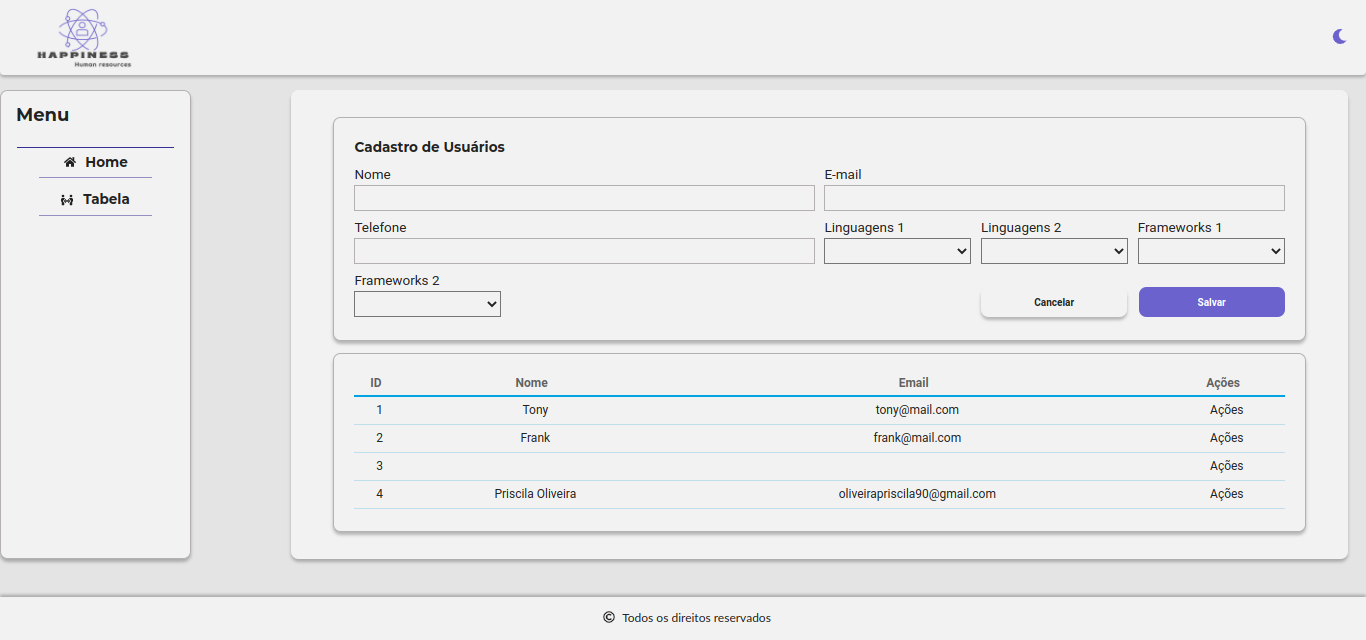 HAPPINESS
Human resources
Menu
Home
Tabela
Cadastro de Usuários
Nome E-mail
Telefone Linguagens 1 Linguagens 2 Frameworks 1
Frameworks 2
Cancelar Salvar
ID Nome Email Ações
1 Tony tony@mail.com Ações
2 Frank frank@mail.com Ações
3 Ações
4 Priscila Oliveira oliveirapriscila90@gmail.com Ações
© Todos os direitos reservados